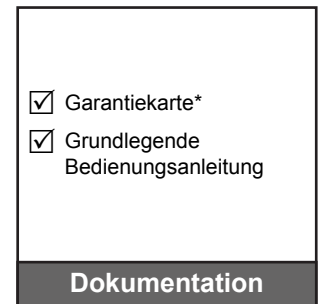 ☑ Garantiekarte*
☑ Grundlegende
Bedienungsanleitung
Dokumentation